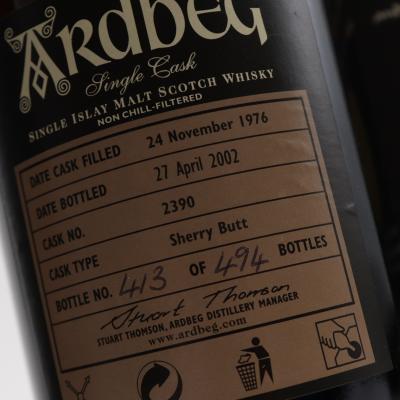 ARDBEG
Single Cask
SINGLE ISLAY MALT SCOTCH WHISKY
NON CHILL-FILTERED
DATE CASK FILLED 24 November 1976
DATE BOTTLED 27 April 2002
CASK NO. 2390
CASK TYPE Sherry Butt
BOTTLE NO. 413 OF 494 BOTTLES
Stuart Thomson
STUART THOMSON, ARDBEG DISTILLERY MANAGER
www.ardbeg.com